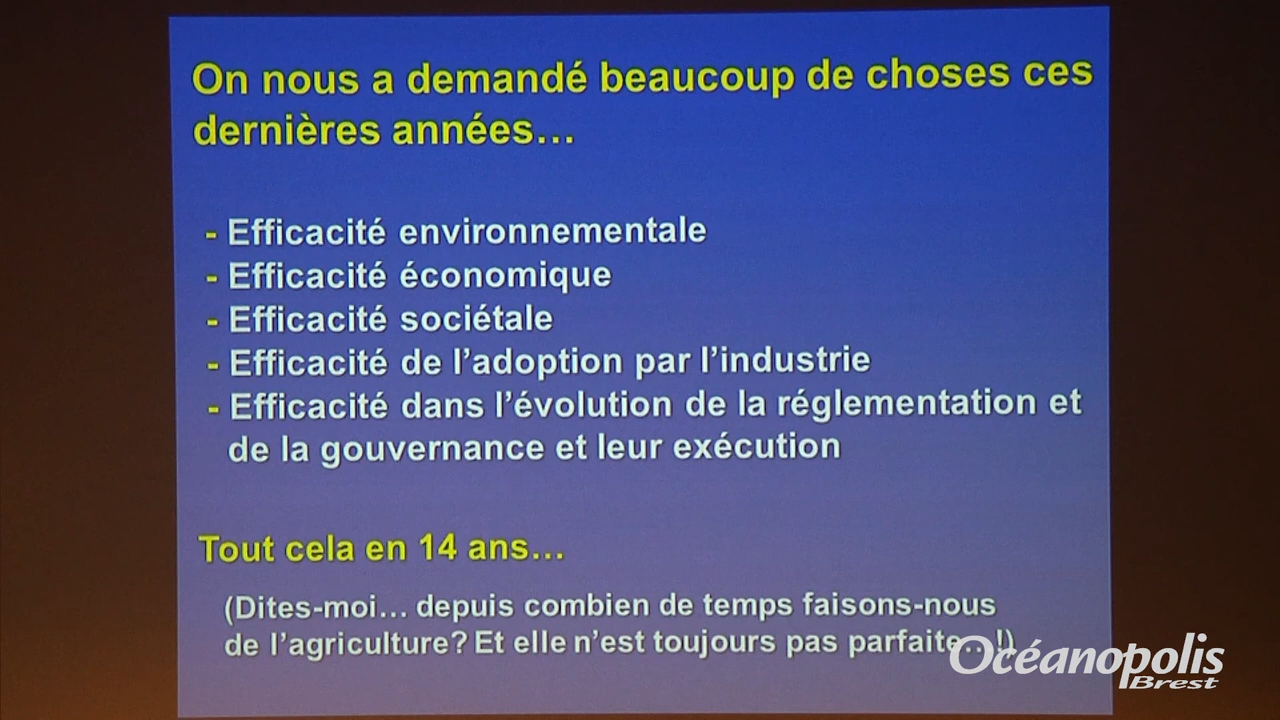 On nous a demandé beaucoup de choses ces
dernières années…
- Efficacité environnementale
- Efficacité économique
- Efficacité sociétale
- Efficacité de l’adoption par l’industrie
- Efficacité dans l’évolution de la réglementation et
de la gouvernance et leur exécution
Tout cela en 14 ans…
(Dites-moi… depuis combien de temps faisons-nous
de l’agriculture? Et elle n’est toujours pas parfaite…!)
Océanopolis
Brest